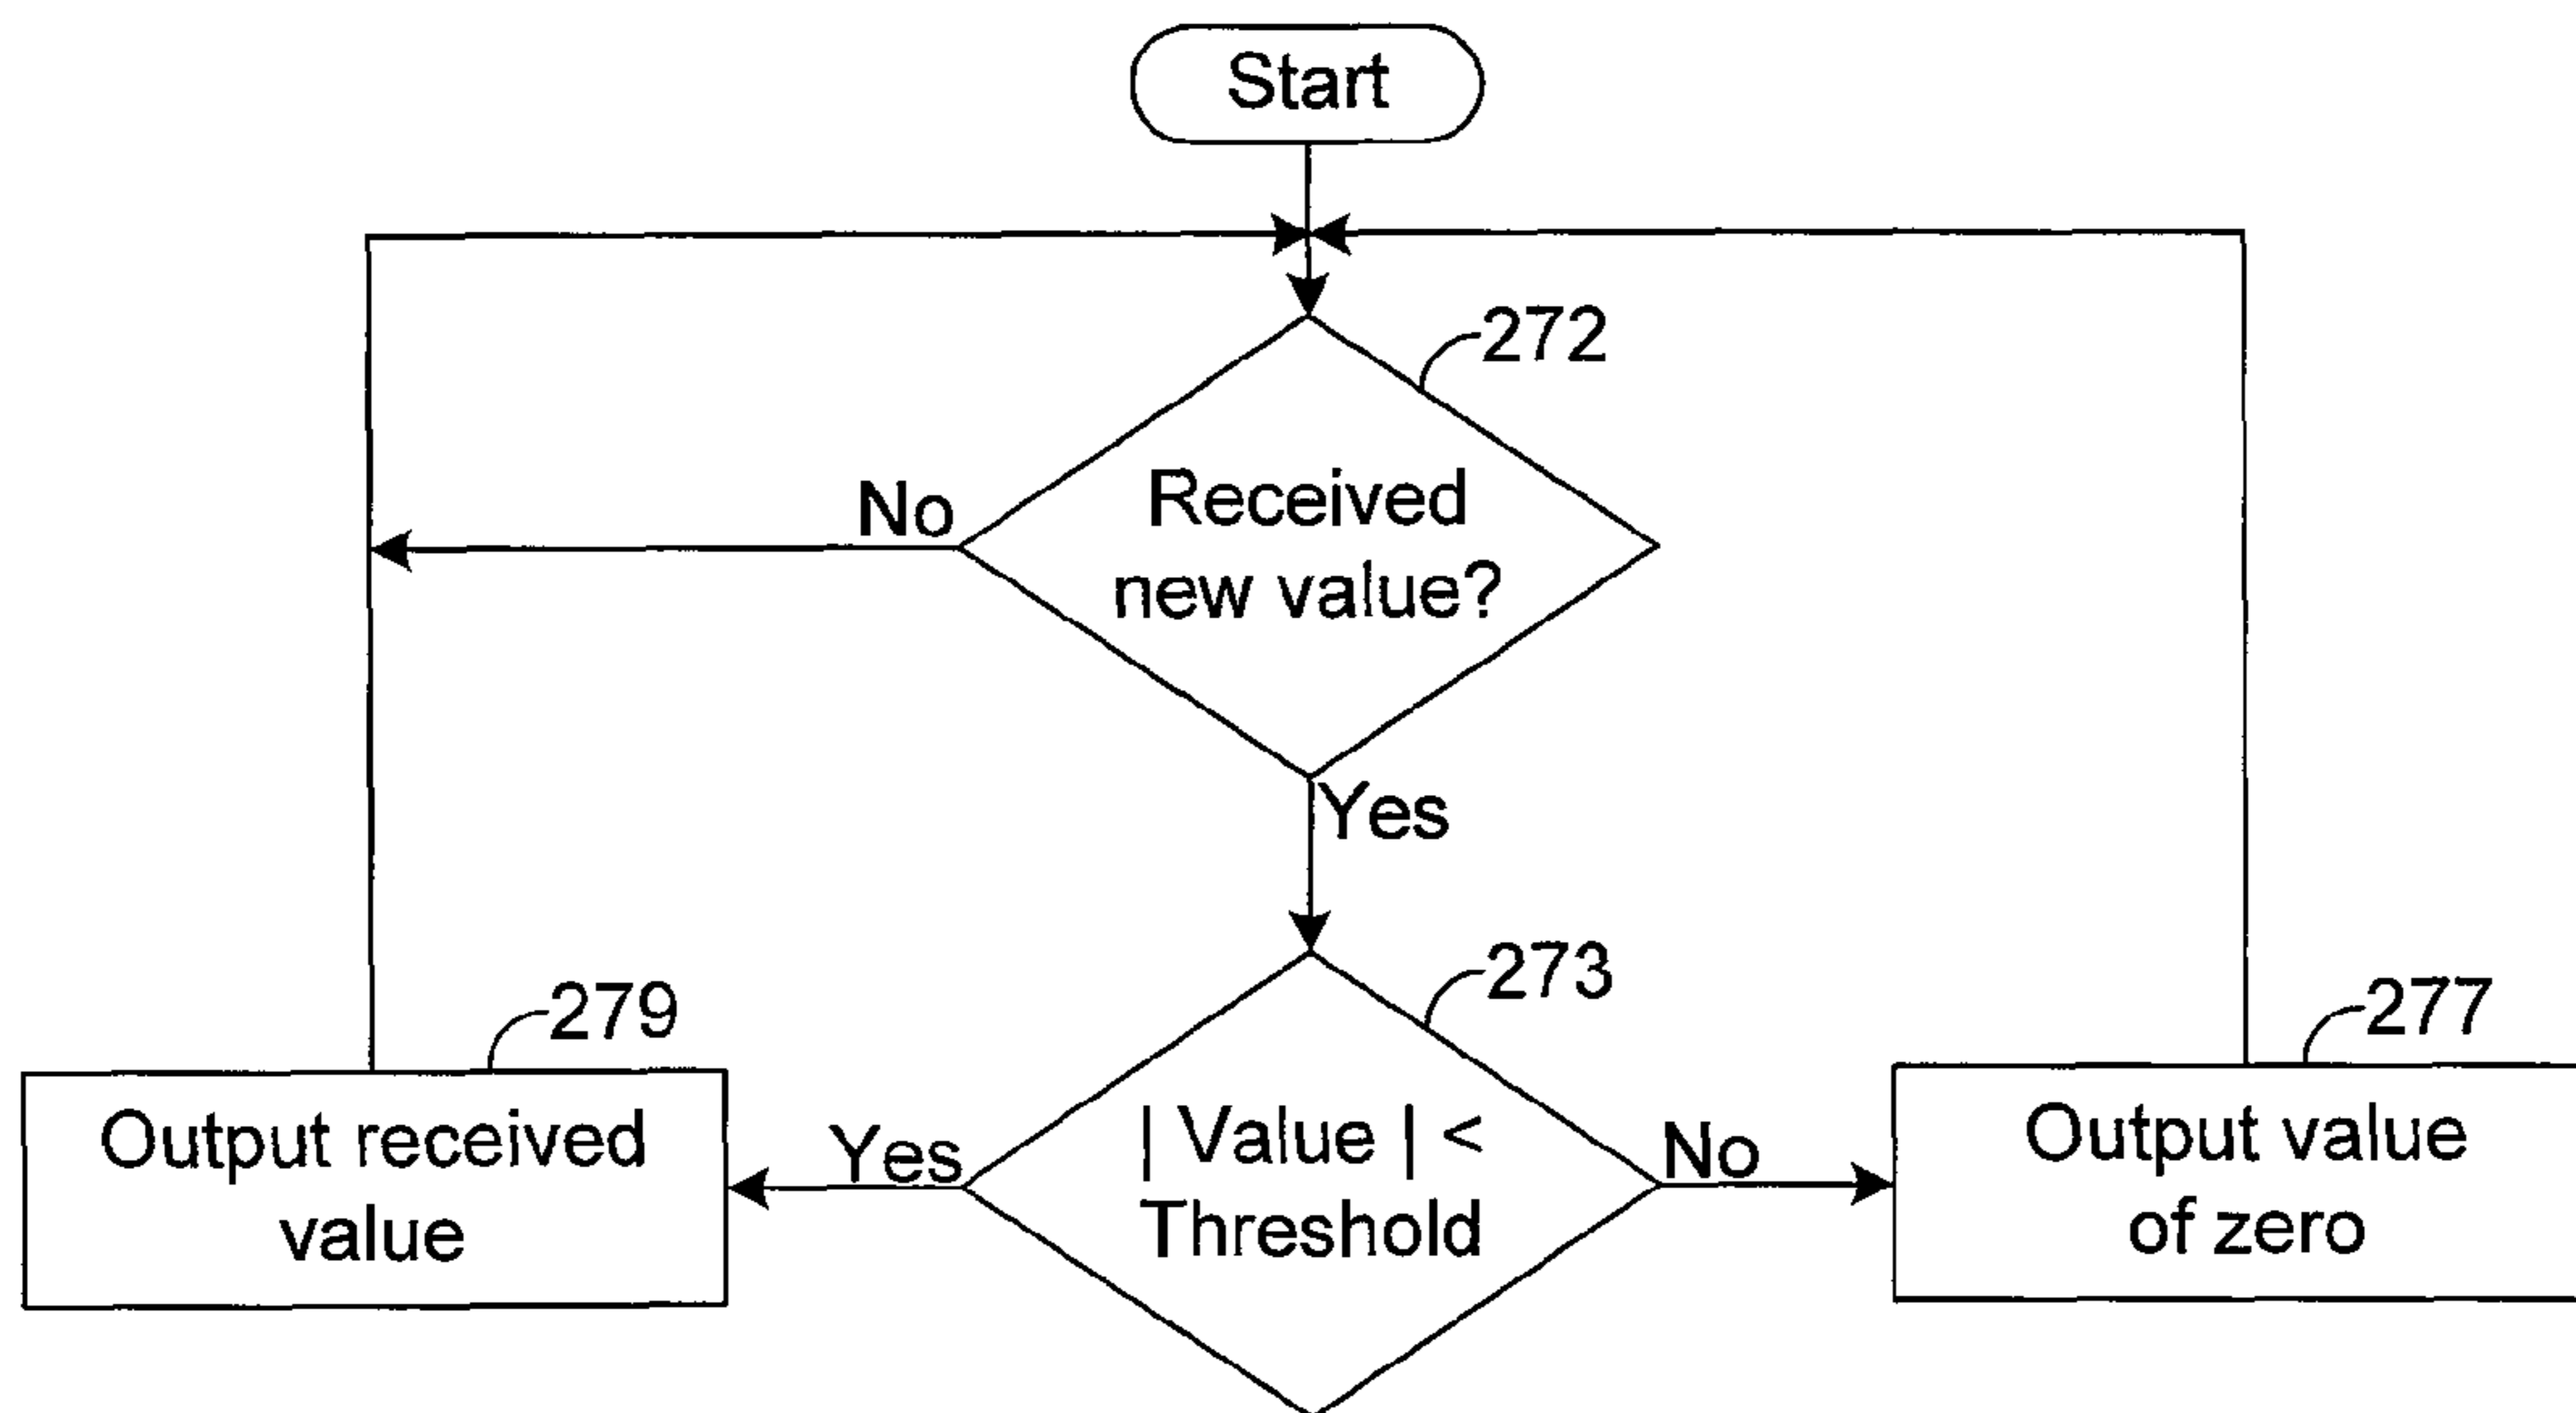 Start
272
Received
new value?
No
Yes
273
279
277
| Value | <
Threshold
Yes
No
Output received
value
Output value
of zero